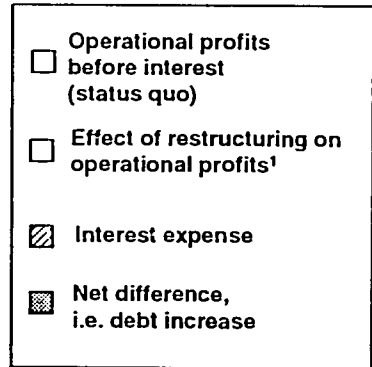 Operational profits
before interest
(status quo)
Effect of restructuring on
operational profits¹
Interest expense
Net difference,
i.e. debt increase